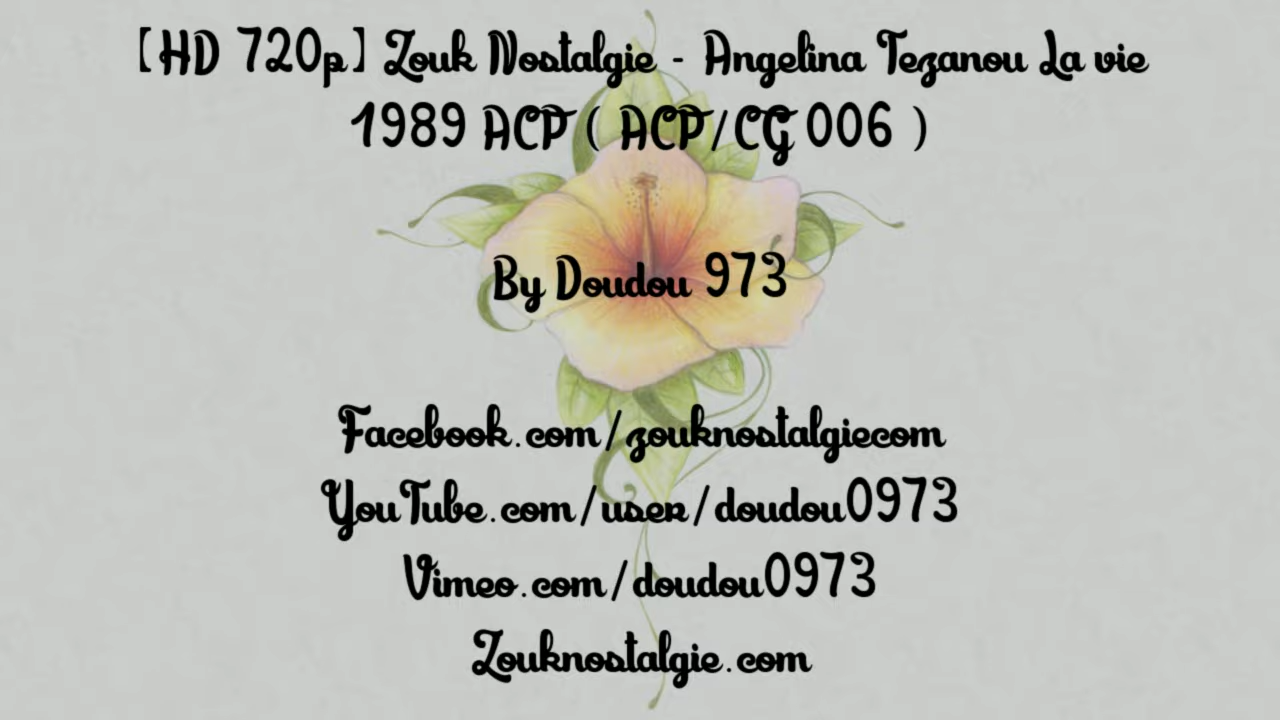 [HD 720p] Zouk Nostalgie - Angelina Tezanou La vie
1989 ACP ( ACP/CG 006 )
By Doudou 973
Facebook.com/zouknostalgiecom
YouTube.com/user/doudou0973
Vimeo.com/doudou0973
Zouknostalgie.com